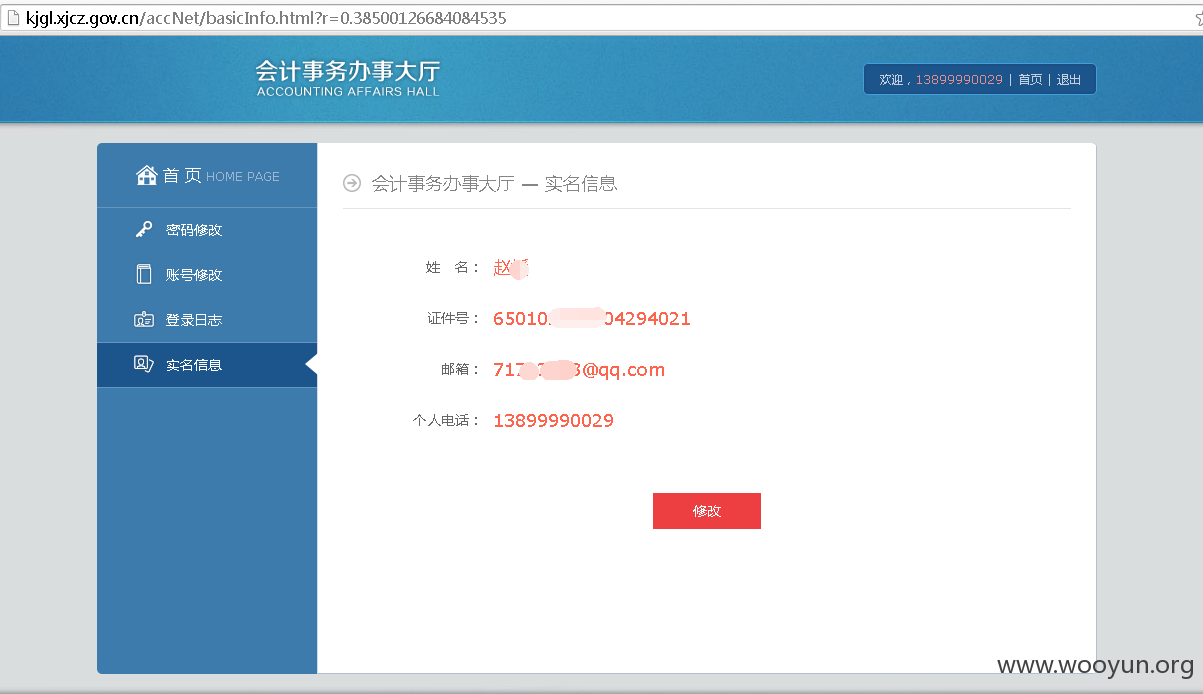 kjgl.xjcz.gov.cn/accNet/basicInfo.html?r=0.38500126684084535
会计事务办事大厅
ACCOUNTING AFFAIRS HALL
欢迎，13899990029 | 首页 | 退出
首 页 HOME PAGE
密码修改
账号修改
登录日志
实名信息
会计事务办事大厅 — 实名信息
姓 名： 赵
证件号： 65010 04294021
邮箱： 717 3@qq.com
个人电话： 13899990029
修改
www.wooyun.org